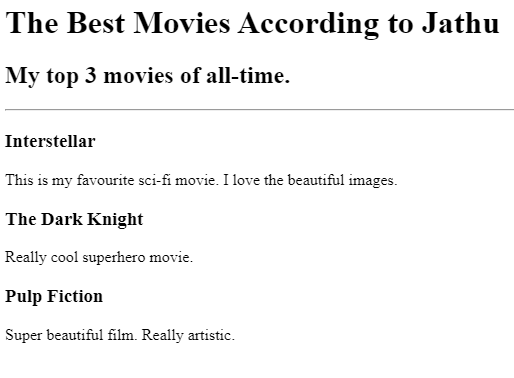 The Best Movies According to Jathu
My top 3 movies of all-time.
Interstellar
This is my favourite sci-fi movie. I love the beautiful images.
The Dark Knight
Really cool superhero movie.
Pulp Fiction
Super beautiful film. Really artistic.